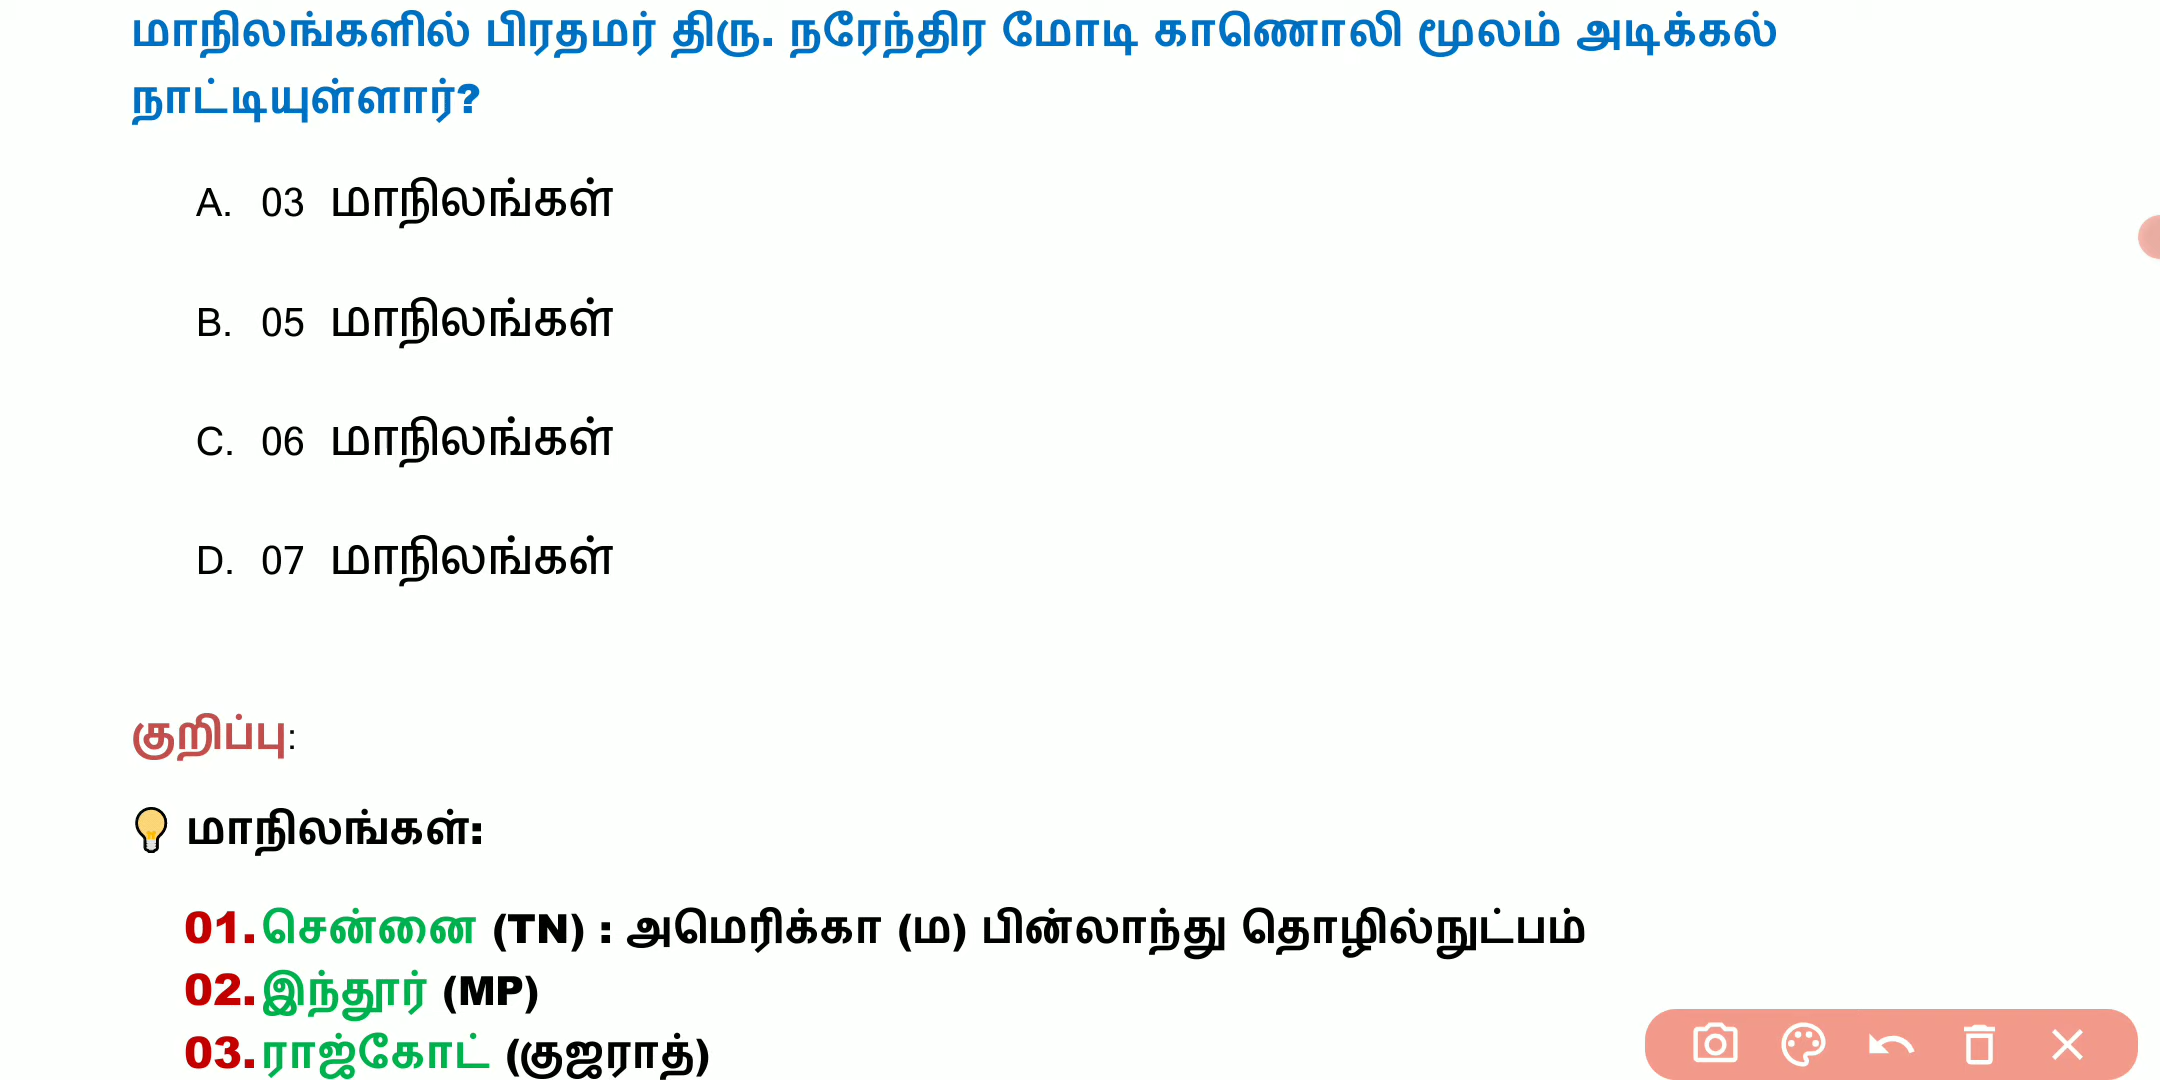 மாநிலங்களில் பிரதமர் திரு. நரேந்திர மோடி காணொலி மூலம் அடிக்கல்
நாட்டியுள்ளார்?
A. 03 மாநிலங்கள்
B. 05 மாநிலங்கள்
C. 06 மாநிலங்கள்
D. 07 மாநிலங்கள்
குறிப்பு:
மாநிலங்கள்:
01. சென்னை (TN) : அமெரிக்கா (ம) பின்லாந்து தொழில்நுட்பம்
02. இந்தூர் (MP)
03. ராஜ்கோட் (குஜராத்)